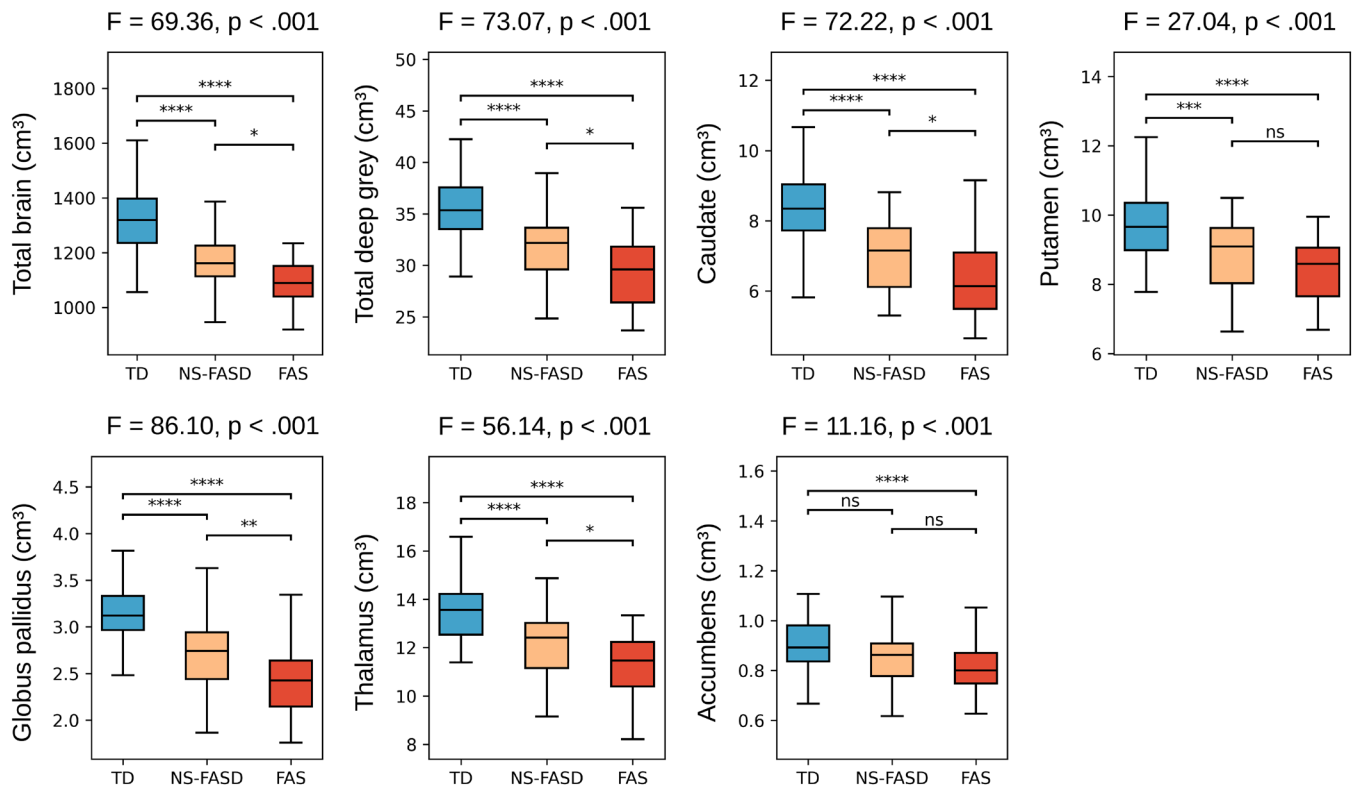 F = 69.36, p < .001
Total brain (cm³)
1800
1600
1400
1200
1000
****
****
*
TD
NS-FASD
FAS
F = 73.07, p < .001
Total deep grey (cm³)
50
45
40
35
30
25
****
****
*
TD
NS-FASD
FAS
F = 72.22, p < .001
Caudate (cm³)
12
10
8
6
****
****
*
TD
NS-FASD
FAS
F = 27.04, p < .001
Putamen (cm³)
14
12
10
8
6
****
***
ns
TD
NS-FASD
FAS
F = 86.10, p < .001
Globus pallidus (cm³)
4.5
4.0
3.5
3.0
2.5
2.0
****
****
**
TD
NS-FASD
FAS
F = 56.14, p < .001
Thalamus (cm³)
18
16
14
12
10
8
****
****
*
TD
NS-FASD
FAS
F = 11.16, p < .001
Accumbens (cm³)
1.6
1.4
1.2
1.0
0.8
0.6
****
ns
ns
TD
NS-FASD
FAS